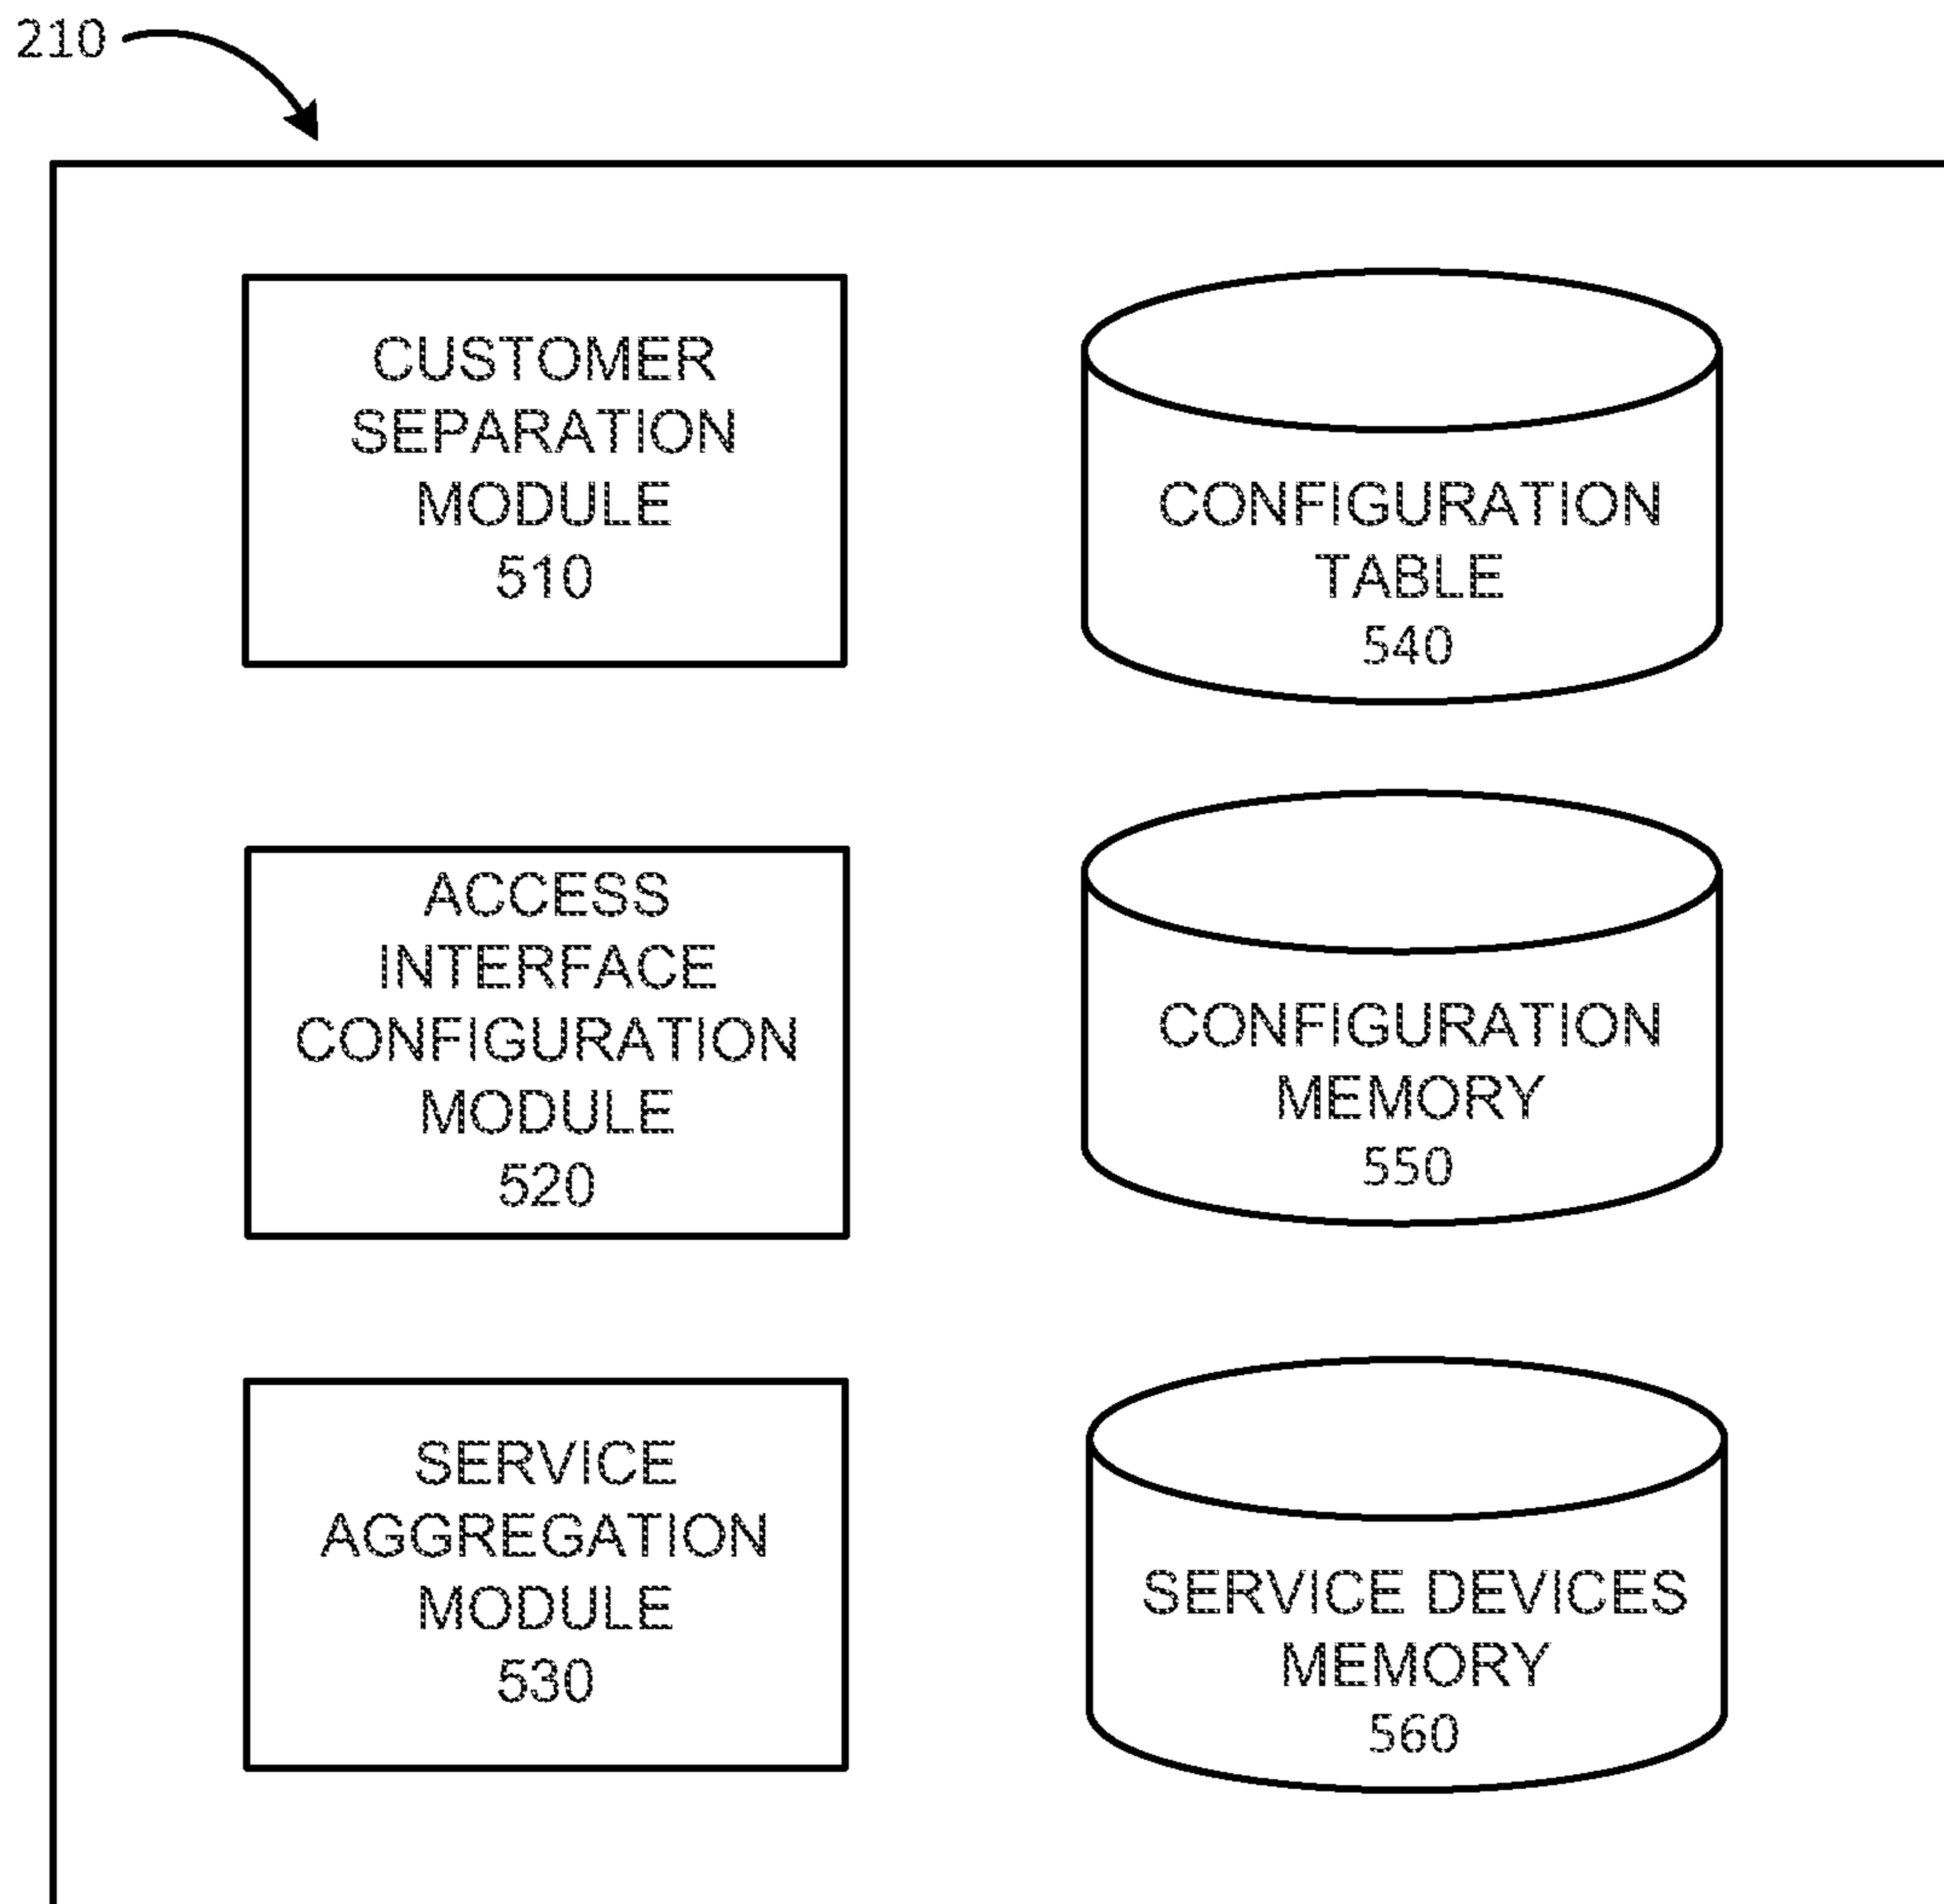 210
CUSTOMER
SEPARATION
MODULE
510
CONFIGURATION
TABLE
540
ACCESS
INTERFACE
CONFIGURATION
MODULE
520
CONFIGURATION
MEMORY
550
SERVICE
AGGREGATION
MODULE
530
SERVICE DEVICES
MEMORY
560